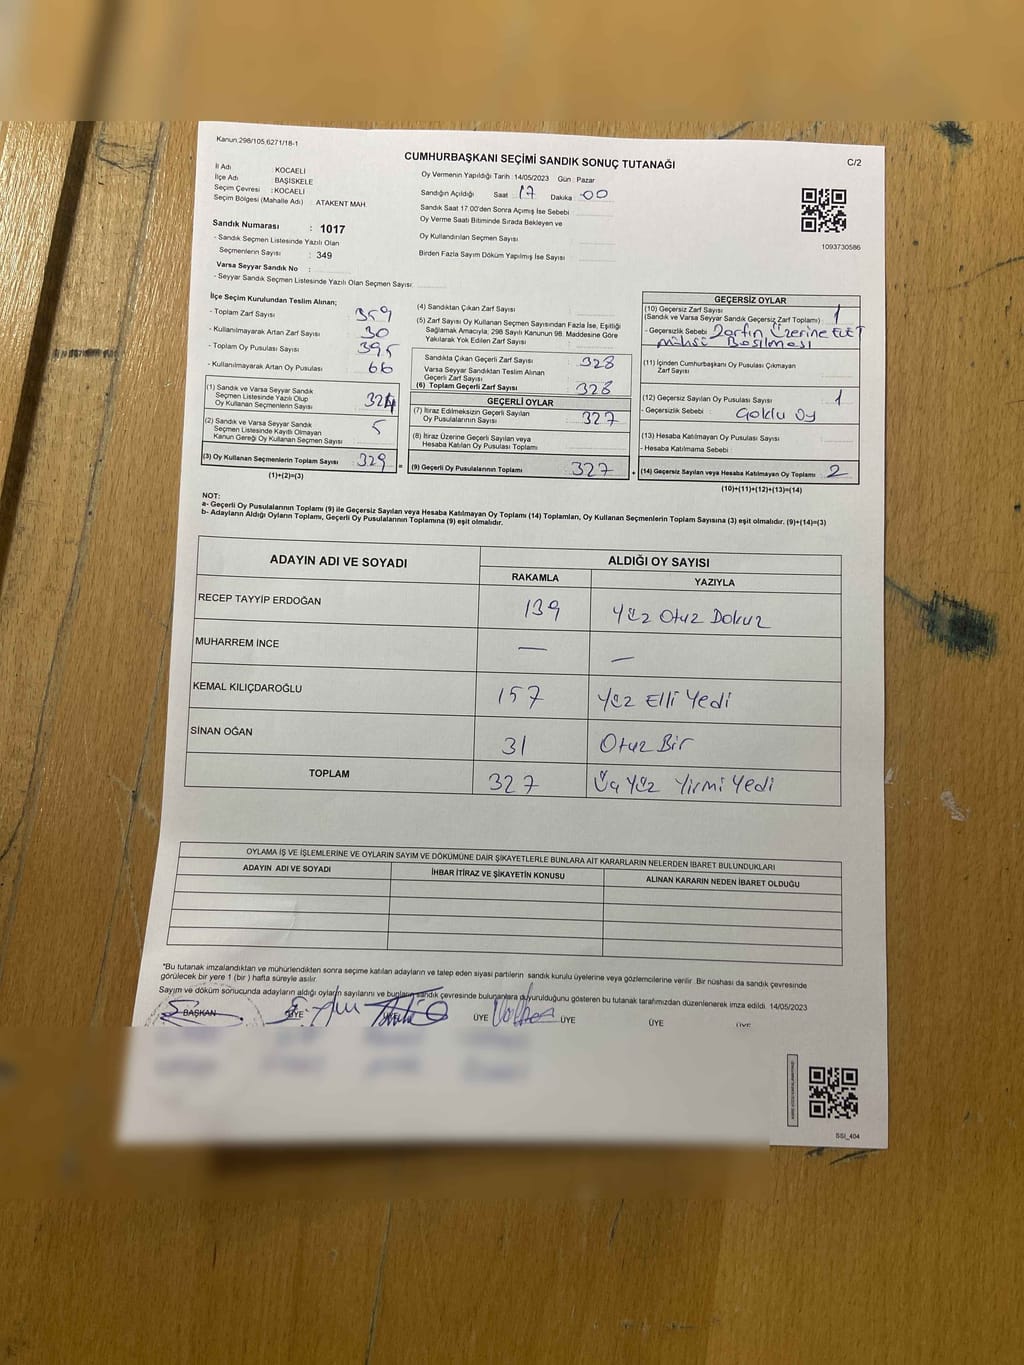 Kanun.298/105,6271/18-1
CUMHURBAŞKANI SEÇİMİ SANDIK SONUÇ TUTANAĞI
C/2
İl Adı KOCAELİ
İlçe Adı BAŞİSKELE
Seçim Çevresi : KOCAELİ
Seçim Bölgesi (Mahalle Adı) : ATAKENT MAH
Oy Vermenin Yapıldığı Tarih : 14/05/2023 Gün : Pazar
Sandığın Açıldığı Saat 17 Dakika 00
Sandık Saat 17.00'den Sonra Açımış İse Sebebi
Oy Verme Saati Bitiminde Sırada Bekleyen ve
Oy Kullandırılan Seçmen Sayısı
Birden Fazla Sayım Döküm Yapılmış İse Sayısı
1093730586
Sandık Numarası : 1017
- Sandık Seçmen Listesinde Yazılı Olan
Seçmenlerin Sayısı : 349
Varsa Seyyar Sandık No :
- Seyyar Sandık Seçmen Listesinde Yazılı Olan Seçmen Sayısı:
İlçe Seçim Kurulundan Teslim Alınan;
- Toplam Zarf Sayısı 359
- Kullanılmayarak Artan Zarf Sayısı 30
- Toplam Oy Pusulası Sayısı 395
- Kullanılmayarak Artan Oy Pusulası 66
(1) Sandık ve Varsa Seyyar Sandık
Seçmen Listesinde Yazılı Olup
Oy Kullanan Seçmenlerin Sayısı 324
(2) Sandık ve Varsa Seyyar Sandık
Seçmen Listesinde Kayıtlı Olmayan
Kanun Gereği Oy Kullanan Seçmen Sayısı 5
(3) Oy Kullanan Seçmenlerin Toplam Sayısı 329 =
(1)+(2)=(3)
(4) Sandıktan Çıkan Zarf Sayısı
(5) Zarf Sayısı Oy Kullanan Seçmen Sayısından Fazla İse, Eşitliği
Sağlamak Amacıyla; 298 Sayılı Kanunun 98. Maddesine Göre
Yakılarak Yok Edilen Zarf Sayısı
Sandıkta Çıkan Geçerli Zarf Sayısı 328
Varsa Seyyar Sandıktan Teslim Alınan
Geçerli Zarf Sayısı
(6) Toplam Geçerli Zarf Sayısı 328
GEÇERLİ OYLAR
(7) İtiraz Edilmeksizin Geçerli Sayılan
Oy Pusulalarının Sayısı : 327
(8) İtiraz Üzerine Geçerli Sayılan veya
Hesaba Katılan Oy Pusulası Toplamı
(9) Geçerli Oy Pusulalarının Toplamı : 327 +
GEÇERSİZ OYLAR
(10) Geçersiz Zarf Sayısı
(Sandık ve Varsa Seyyar Sandık Geçersiz Zarf Toplamı) : 1
- Geçersizlik Sebebi Zarfın Üzerine EVET
mührü Basılması
(11) İçinden Cumhurbaşkanı Oy Pusulası Çıkmayan
Zarf Sayısı
(12) Geçersiz Sayılan Oy Pusulası Sayısı 1
- Geçersizlik Sebebi : Çoklu oy
(13) Hesaba Katılmayan Oy Pusulası Sayısı
- Hesaba Katılmama Sebebi
(14) Geçersiz Sayılan veya Hesaba Katılmayan Oy Toplamı : 2
(10)+(11)+(12)+(13)=(14)
NOT:
a- Geçerli Oy Pusulalarının Toplamı (9) ile Geçersiz Sayılan veya Hesaba Katılmayan Oy Toplamı (14) Toplamları, Oy Kullanan Seçmenlerin Toplam Sayısına (3) eşit olmalıdır. (9)+(14)=(3)
b- Adayların Aldığı Oyların Toplamı, Geçerli Oy Pusulalarının Toplamına (9) eşit olmalıdır.
ADAYIN ADI VE SOYADI ALDIĞI OY SAYISI
RAKAMLA YAZIYLA
RECEP TAYYİP ERDOĞAN 139 Yüz Otuz Dokuz
MUHARREM İNCE — —
KEMAL KILIÇDAROĞLU 157 Yüz Elli Yedi
SİNAN OĞAN 31 Otuz Bir
TOPLAM 327 Üç Yüz Yirmi Yedi
OYLAMA İŞ VE İŞLEMLERİNE VE OYLARIN SAYIM VE DÖKÜMÜNE DAİR ŞİKAYETLERLE BUNLARA AİT KARARLARIN NELERDEN İBARET BULUNDUKLARI
ADAYIN ADI VE SOYADI İHBAR İTİRAZ VE ŞİKAYETİN KONUSU ALINAN KARARIN NEDEN İBARET OLDUĞU
*Bu tutanak imzalandıktan ve mühürlendikten sonra seçime katılan adayların ve talep eden siyasi partilerin sandık kurulu üyelerine veya gözlemcilerine verilir. Bir nüshası da sandık çevresinde
görülecek bir yere 1 (bir ) hafta süreyle asılır.
Sayım ve döküm sonucunda adayların aldığı oyların sayılarını ve bunların sandık çevresinde bulunanlara duyurulduğunu gösteren bu tutanak tarafımızdan düzenlenerek imza edildi. 14/05/2023
BAŞKAN ÜYE ÜYE ÜYE ÜYE ÜYE ÜYE
SSİ_404